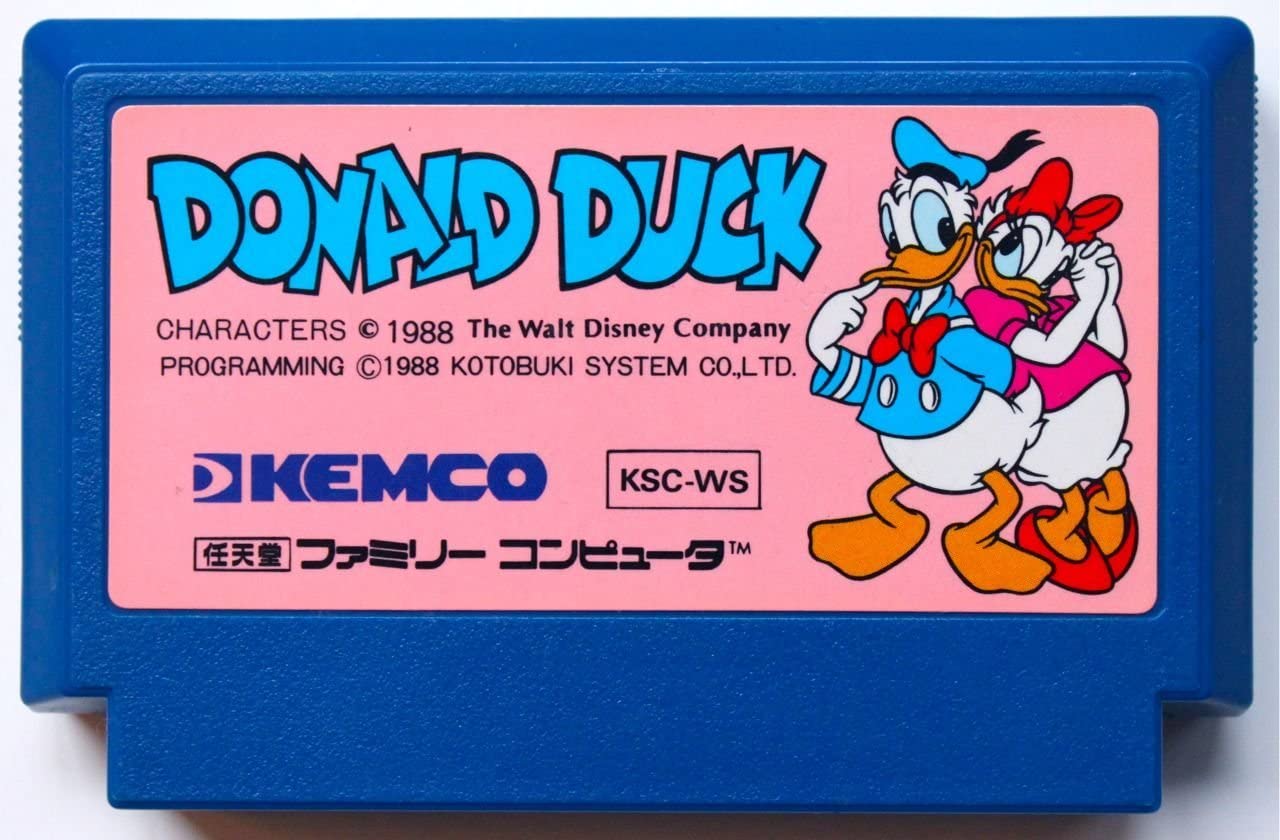 DONALD DUCK
CHARACTERS © 1988 The Walt Disney Company
PROGRAMMING ©1988 KOTOBUKI SYSTEM CO.,LTD.
KEMCO
KSC-WS
任天堂 ファミリー コンピュータ™